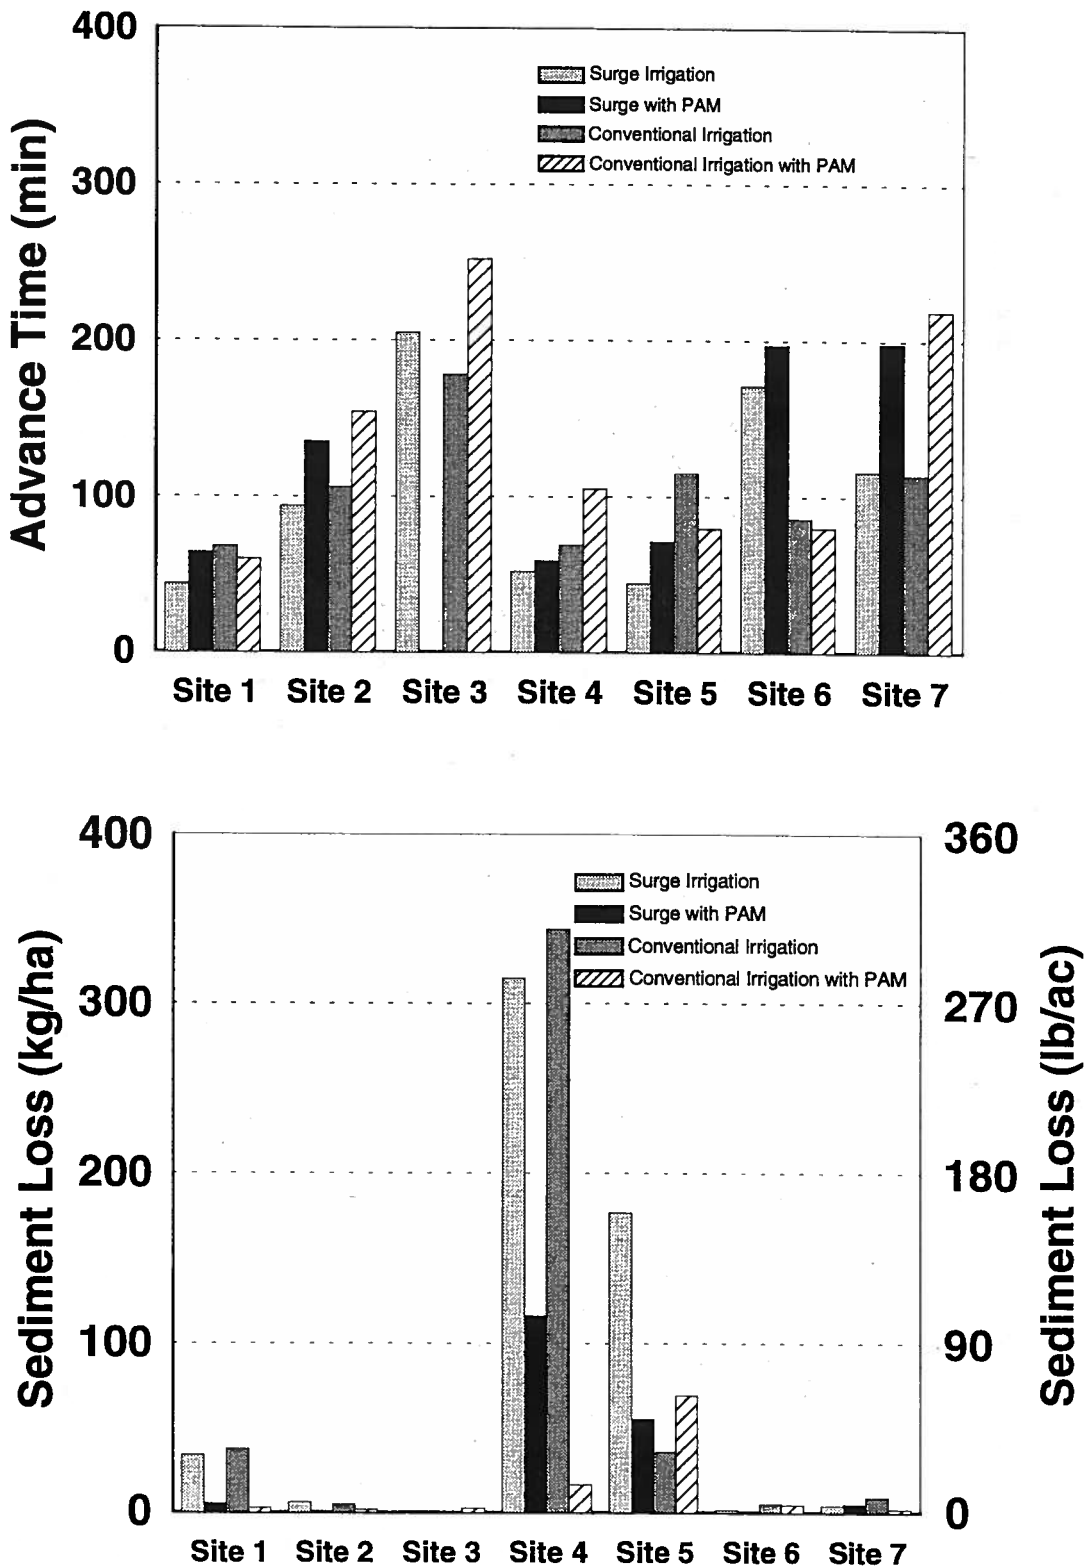 400
300
200
100
0
Advance Time (min)
Surge Irrigation
Surge with PAM
Conventional Irrigation
Conventional Irrigation with PAM
Site 1 Site 2 Site 3 Site 4 Site 5 Site 6 Site 7
400
300
200
100
0
Sediment Loss (kg/ha)
Surge Irrigation
Surge with PAM
Conventional Irrigation
Conventional Irrigation with PAM
360
270
180
90
0
Sediment Loss (lb/ac)
Site 1 Site 2 Site 3 Site 4 Site 5 Site 6 Site 7